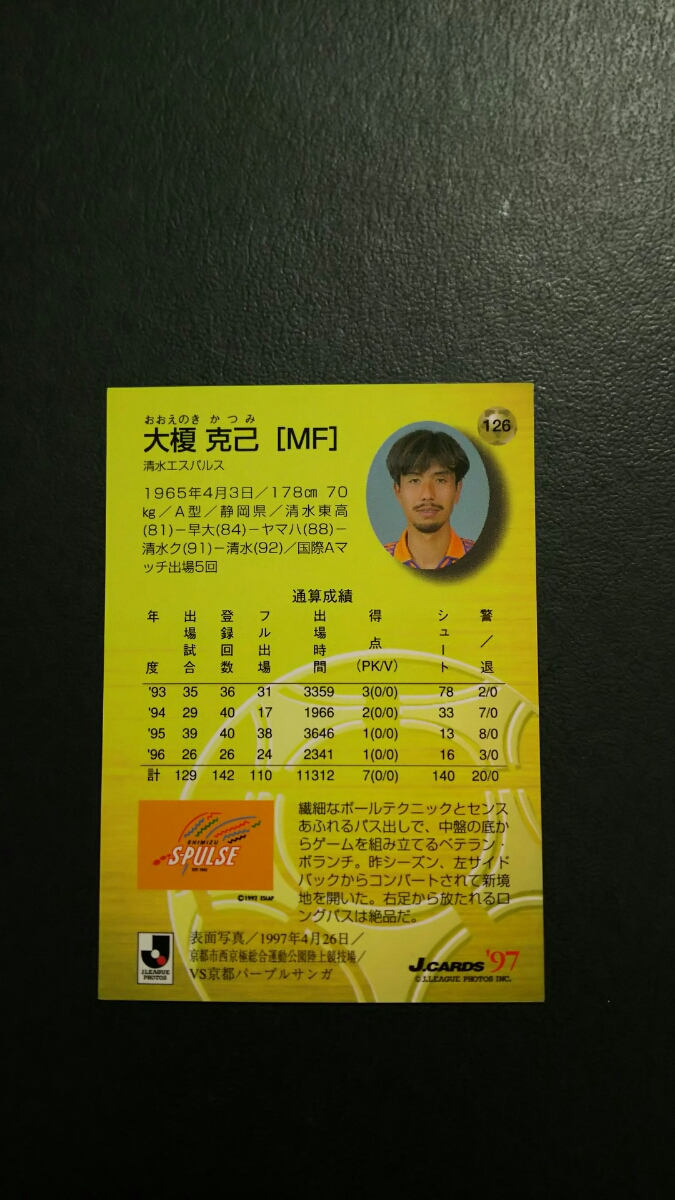 おおえのき かつみ
大榎 克己 [MF]
126
清水エスパルス
1965年4月3日/178㎝ 70
㎏/A型/静岡県/清水東高
(81)-早大(84)-ヤマハ(88)-
清水ク(91)-清水(92)/国際Aマ
ッチ出場5回
通算成績
年度 出場試合 登録回数 フル出場 出場時間 得点(PK/V) シュート 警/退
'93 35 36 31 3359 3(0/0) 78 2/0
'94 29 40 17 1966 2(0/0) 33 7/0
'95 39 40 38 3646 1(0/0) 13 8/0
'96 26 26 24 2341 1(0/0) 16 3/0
計 129 142 110 11312 7(0/0) 140 20/0
繊細なボールテクニックとセンス
あふれるパス出しで、中盤の底か
らゲームを組み立てるベテラン・
ボランチ。昨シーズン、左サイド
バックからコンバートされて新境
地を開いた。右足から放たれるロ
ングパスは絶品だ。
SHIMIZU
S-PULSE
©1992 ESLAP
表面写真/1997年4月26日/
京都市西京極総合運動公園陸上競技場/
VS京都パープルサンガ
J.LEAGUE
PHOTOS
J.CARDS '97
©J.LEAGUE PHOTOS INC.